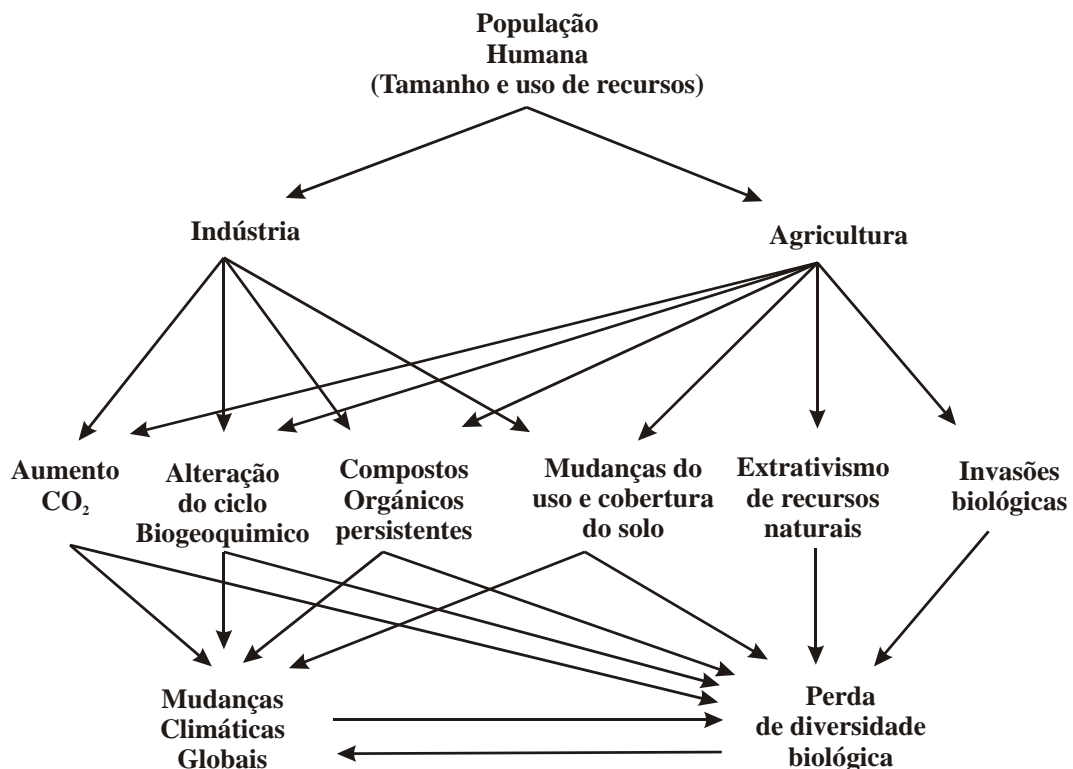 População
Humana
(Tamanho e uso de recursos)
Indústria
Agricultura
Aumento
CO₂
Alteração
do ciclo
Biogeoquimico
Compostos
Orgánicos
persistentes
Mudanças do
uso e cobertura
do solo
Extrativismo
de recursos
naturais
Invasões
biológicas
Mudanças
Climáticas
Globais
Perda
de diversidade
biológica